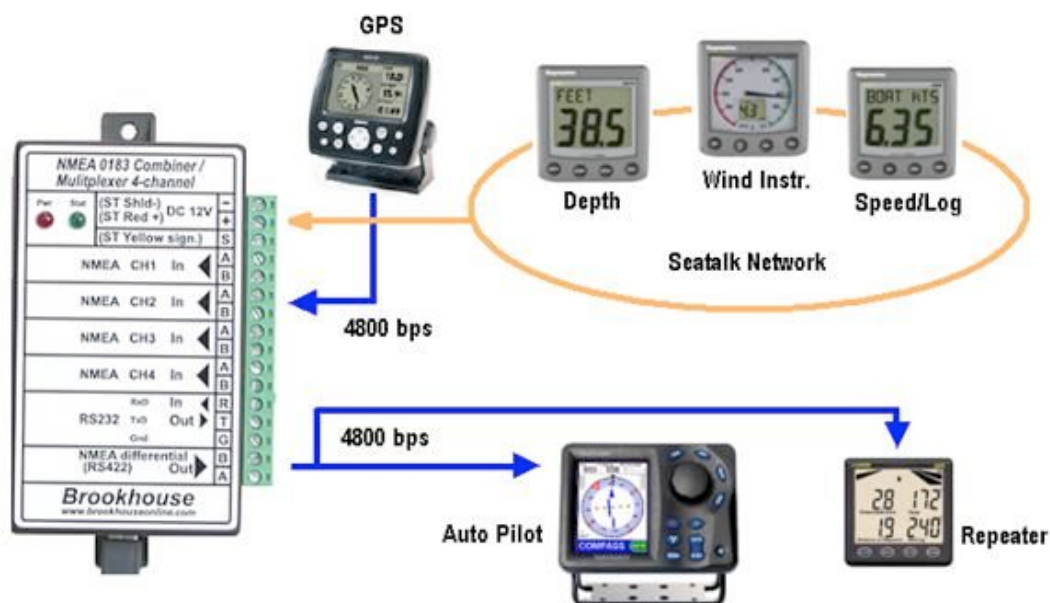 GPS
NMEA 0183 Combiner /
Mulitplexer 4-channel
Pwr Stat (ST Shld-) DC 12V -
(ST Red +) +
(ST Yellow sign.) S
NMEA CH1 In A
B
NMEA CH2 In A
B
NMEA CH3 In A
B
NMEA CH4 In A
B
RxD In R
RS232 TxD Out T
Gnd G
NMEA differential B
(RS422) Out A
Brookhouse
www.brookhouseonline.com
FEET
38.5
Depth
4.3
Wind Instr.
BOAT KTS
6.35
Speed/Log
Seatalk Network
4800 bps
4800 bps
COMPASS
Auto Pilot
28 172
19 240
Repeater